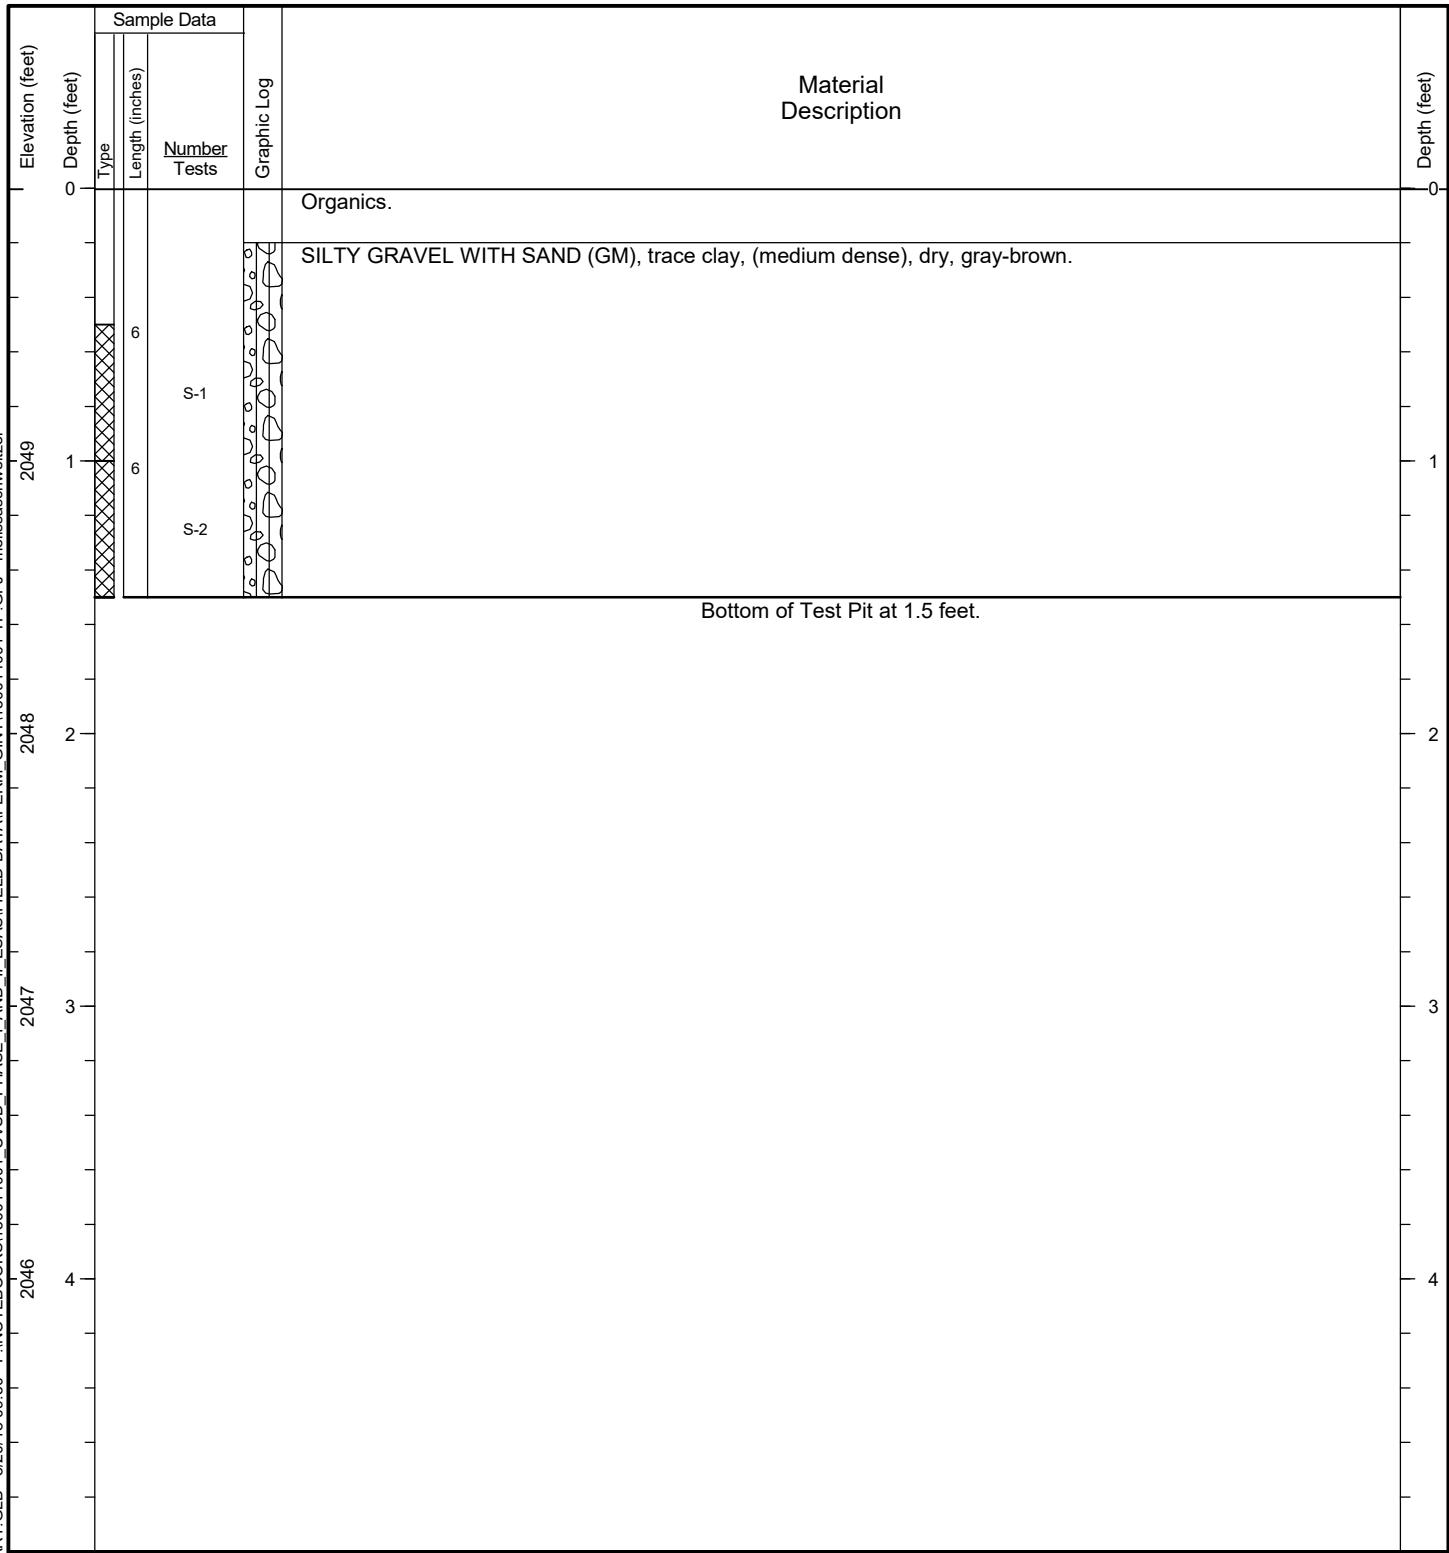 Sample Data
Elevation (feet)
Depth (feet)
Type
Length (inches)
Number
Tests
Graphic Log
Material
Description
Depth (feet)
0
0
Organics.
SILTY GRAVEL WITH SAND (GM), trace clay, (medium dense), dry, gray-brown.
6
S-1
2049
1
6
1
S-2
Bottom of Test Pit at 1.5 feet.
2048
2
2
2047
3
3
2046
4
4